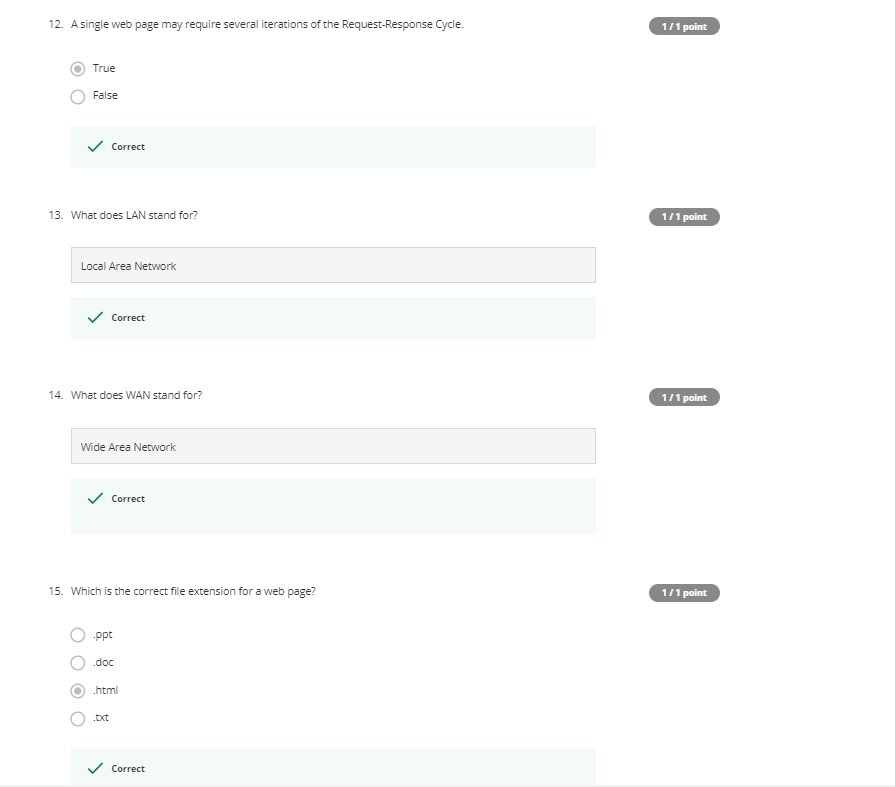 12. A single web page may require several iterations of the Request-Response Cycle.
1 / 1 point
True
False
Correct
13. What does LAN stand for?
1 / 1 point
Local Area Network
Correct
14. What does WAN stand for?
1 / 1 point
Wide Area Network
Correct
15. Which is the correct file extension for a web page?
1 / 1 point
.ppt
.doc
.html
.txt
Correct